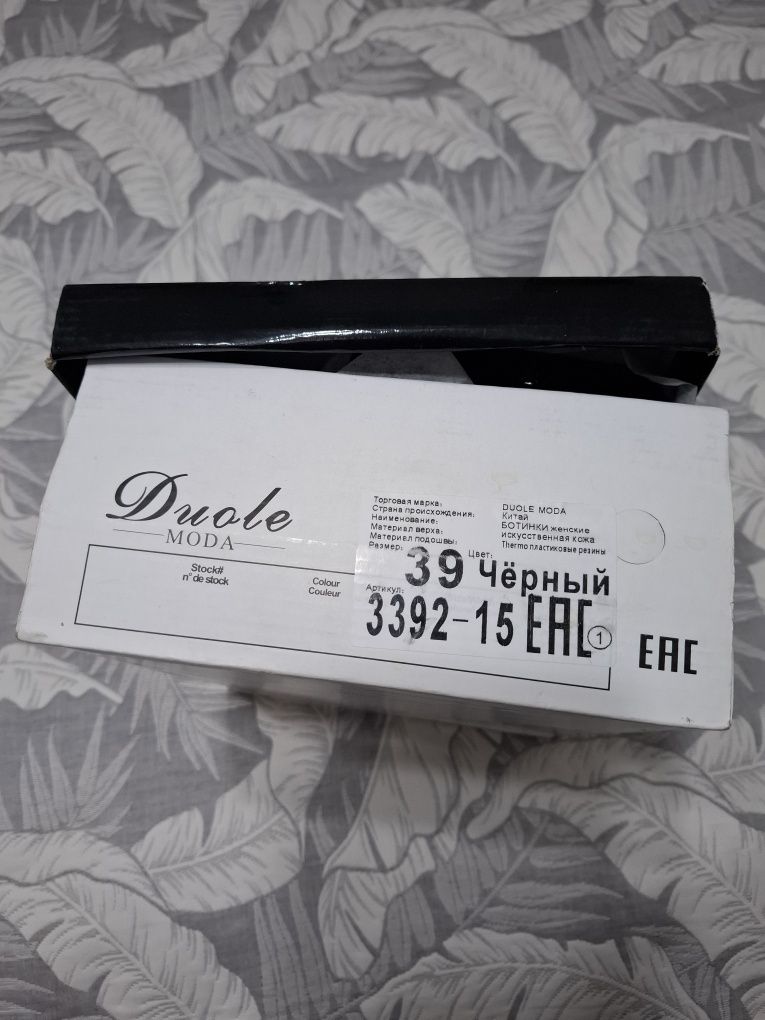 Duole
MODA
Stock#
n° de stock
Colour
Couleur
Торговая марка: DUOLE MODA
Страна происхождения: Китай
Наименование: БОТИНКИ женские
Материал верха: искусственная кожа
Материал подошвы: Thermo пластиковые резины
Размер: 39 Цвет: Чёрный
Артикул:
3392-15 EAC 1
EAC